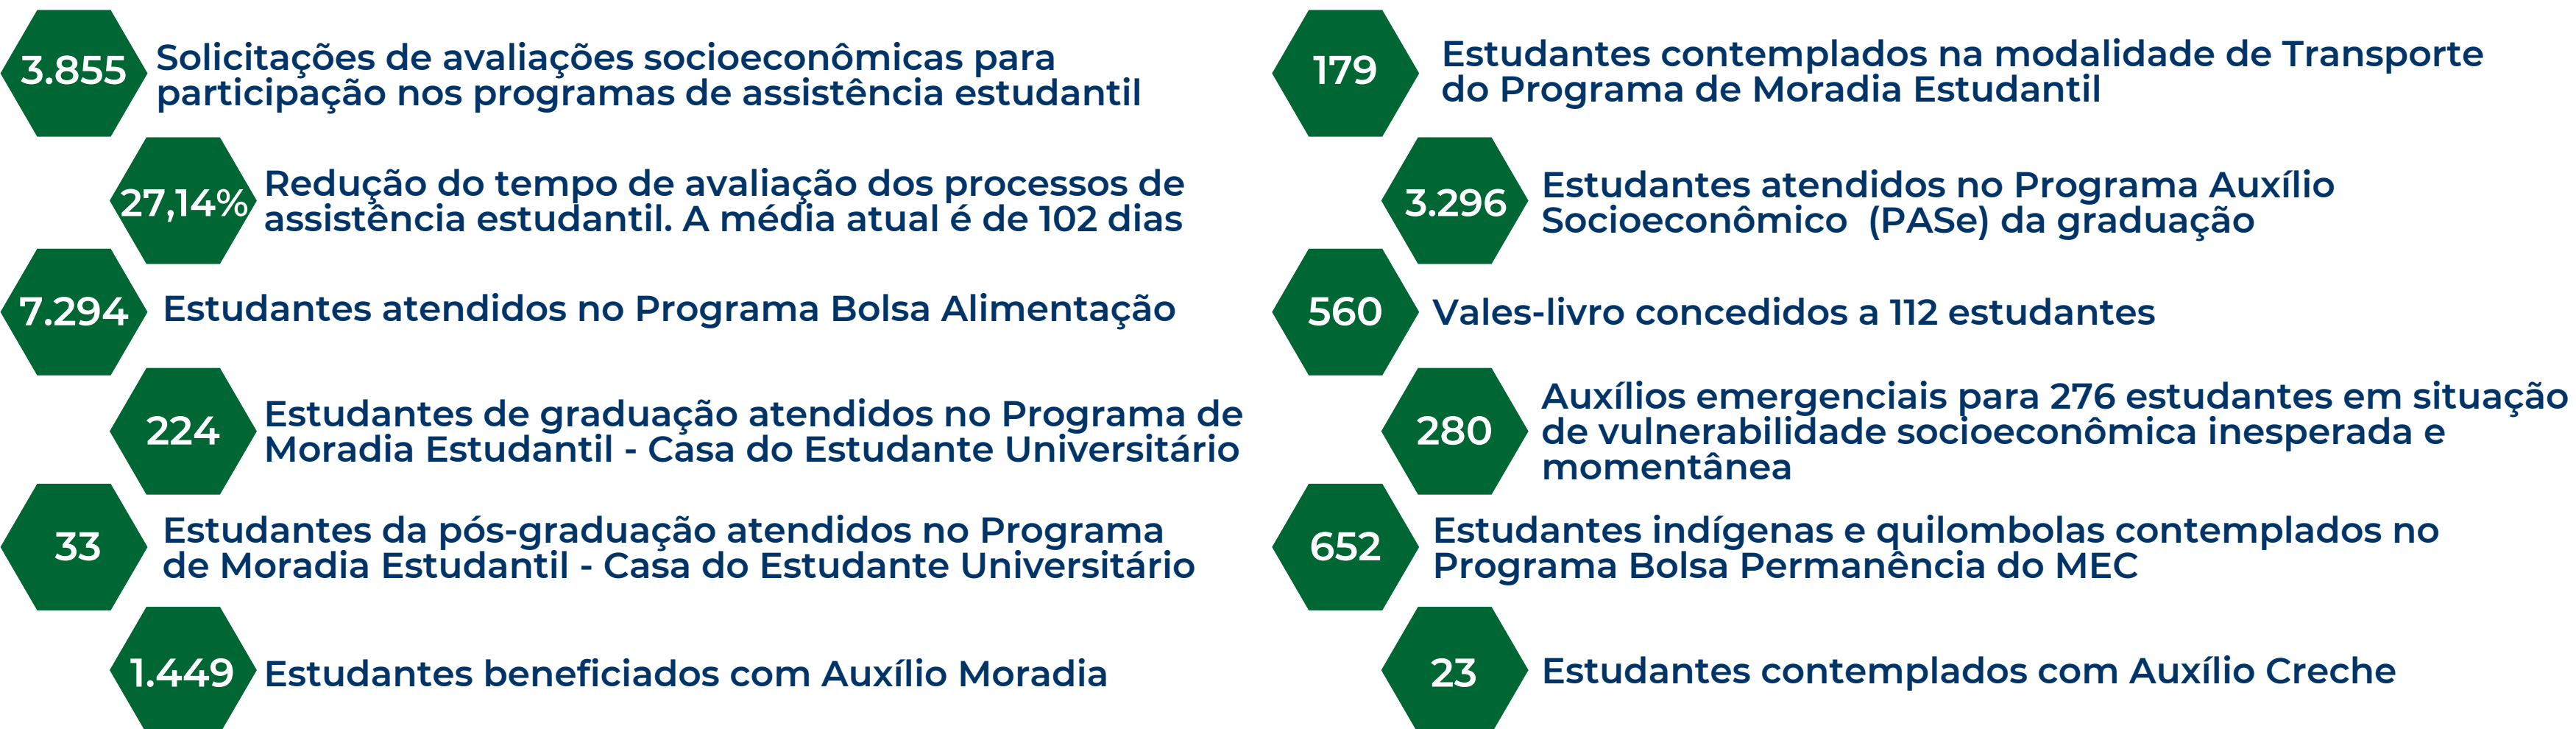 3.855
Solicitações de avaliações socioeconômicas para
participação nos programas de assistência estudantil
27,14%
Redução do tempo de avaliação dos processos de
assistência estudantil. A média atual é de 102 dias
7.294
Estudantes atendidos no Programa Bolsa Alimentação
224
Estudantes de graduação atendidos no Programa de
Moradia Estudantil - Casa do Estudante Universitário
33
Estudantes da pós-graduação atendidos no Programa
de Moradia Estudantil - Casa do Estudante Universitário
1.449
Estudantes beneficiados com Auxílio Moradia
179
Estudantes contemplados na modalidade de Transporte
do Programa de Moradia Estudantil
3.296
Estudantes atendidos no Programa Auxílio
Socioeconômico (PASe) da graduação
560
Vales-livro concedidos a 112 estudantes
280
Auxílios emergenciais para 276 estudantes em situação
de vulnerabilidade socioeconômica inesperada e
momentânea
652
Estudantes indígenas e quilombolas contemplados no
Programa Bolsa Permanência do MEC
23
Estudantes contemplados com Auxílio Creche